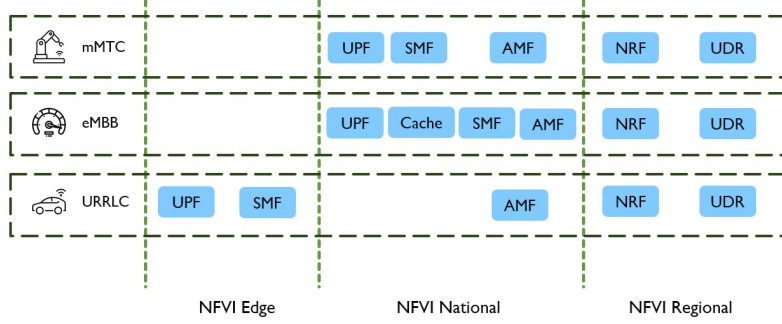 mMTC UPF SMF AMF NRF UDR
eMBB UPF Cache SMF AMF NRF UDR
URRLC UPF SMF AMF NRF UDR
NFVI Edge NFVI National NFVI Regional